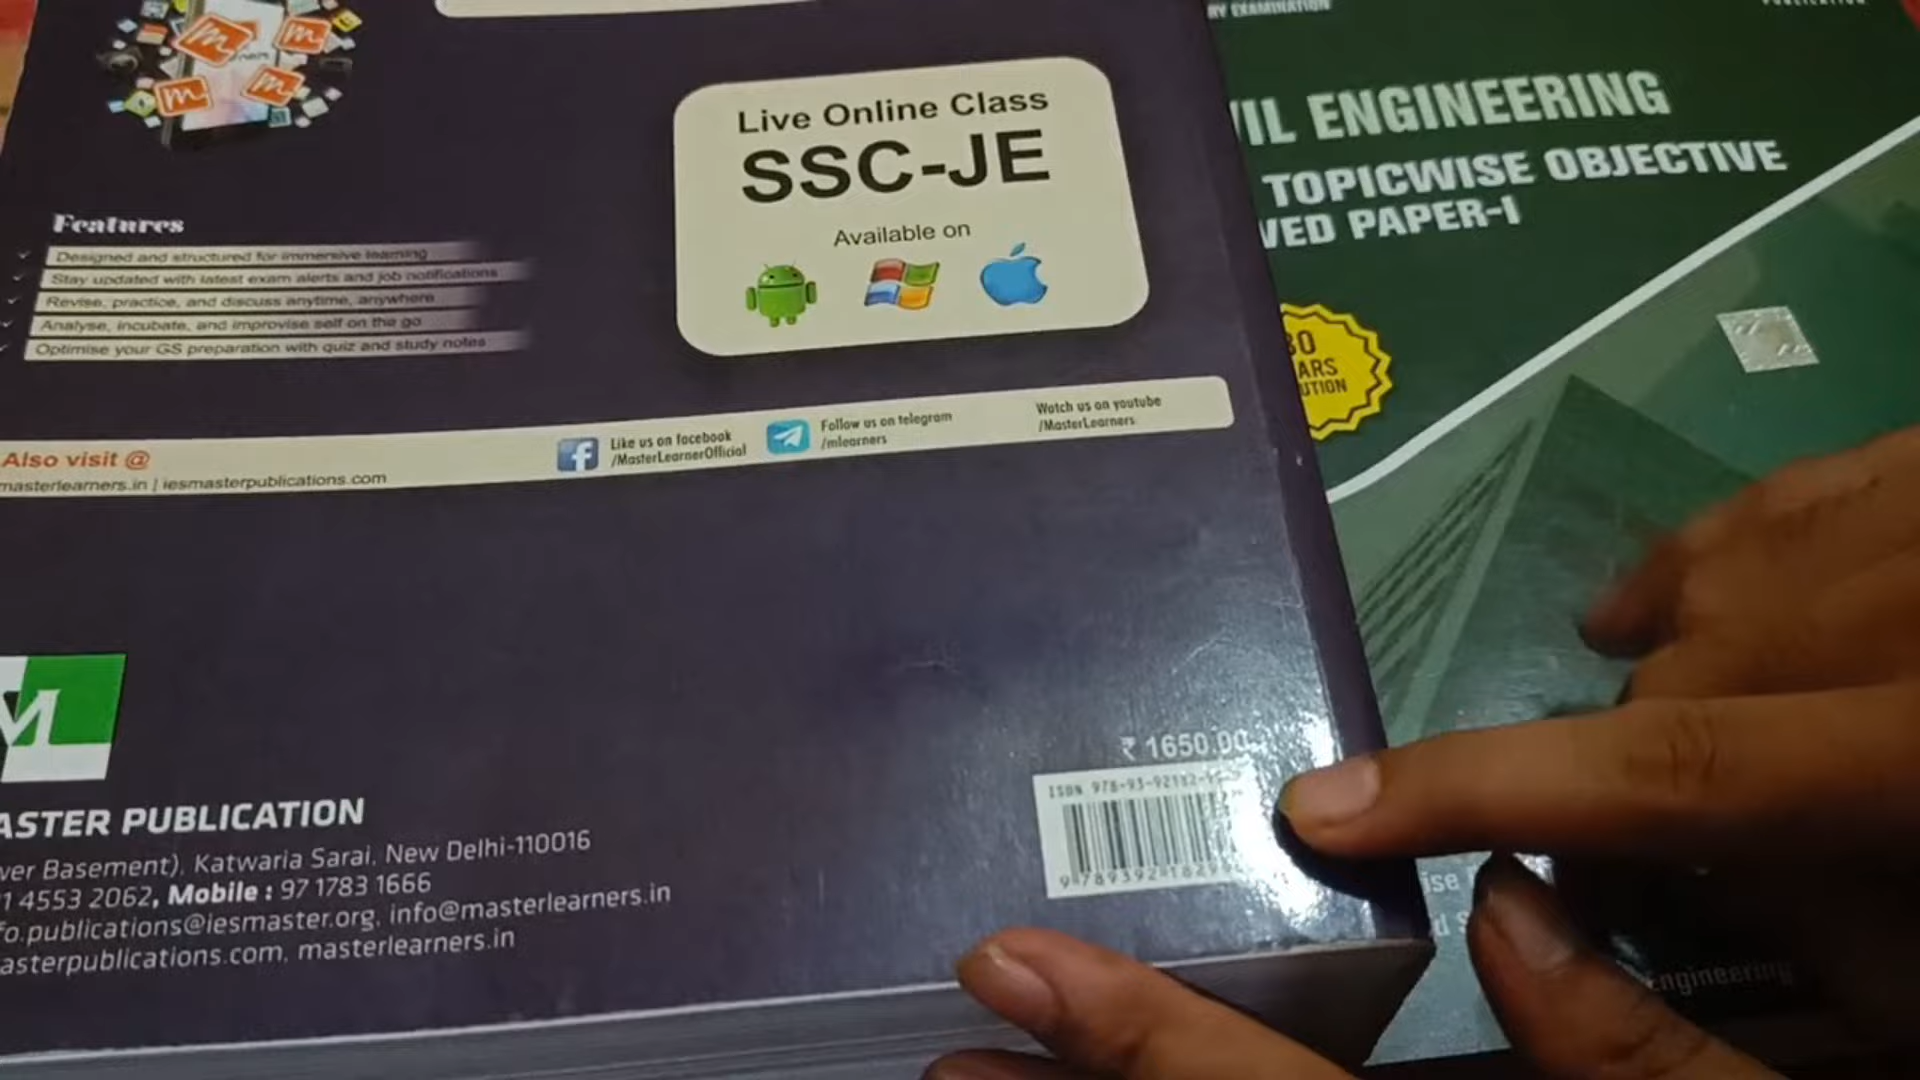 Live Online Class
SSC-JE
Available on
Features
Designed and structured for immersive learning
Stay updated with latest exam alerts and job notifications
Revise, practice, and discuss anytime, anywhere
Analyse, incubate, and improvise self on the go
Optimise your GS preparation with quiz and study notes
Also visit @
masterlearners.in | iesmasterpublications.com
Like us on facebook
/MasterLearnerOfficial
Follow us on telegram
/mlearners
Watch us on youtube
/MasterLearners
₹ 1650.00
ISBN 978-93-92182-
ASTER PUBLICATION
ver Basement), Katwaria Sarai, New Delhi-110016
1 4553 2062, Mobile : 97 1783 1666
fo.publications@iesmaster.org, info@masterlearners.in
asterpublications.com, masterlearners.in
RY EXAMINATION
PUBLICATION
VIL ENGINEERING
TOPICWISE OBJECTIVE
VED PAPER-I
30
ARS
UTION
Engineering